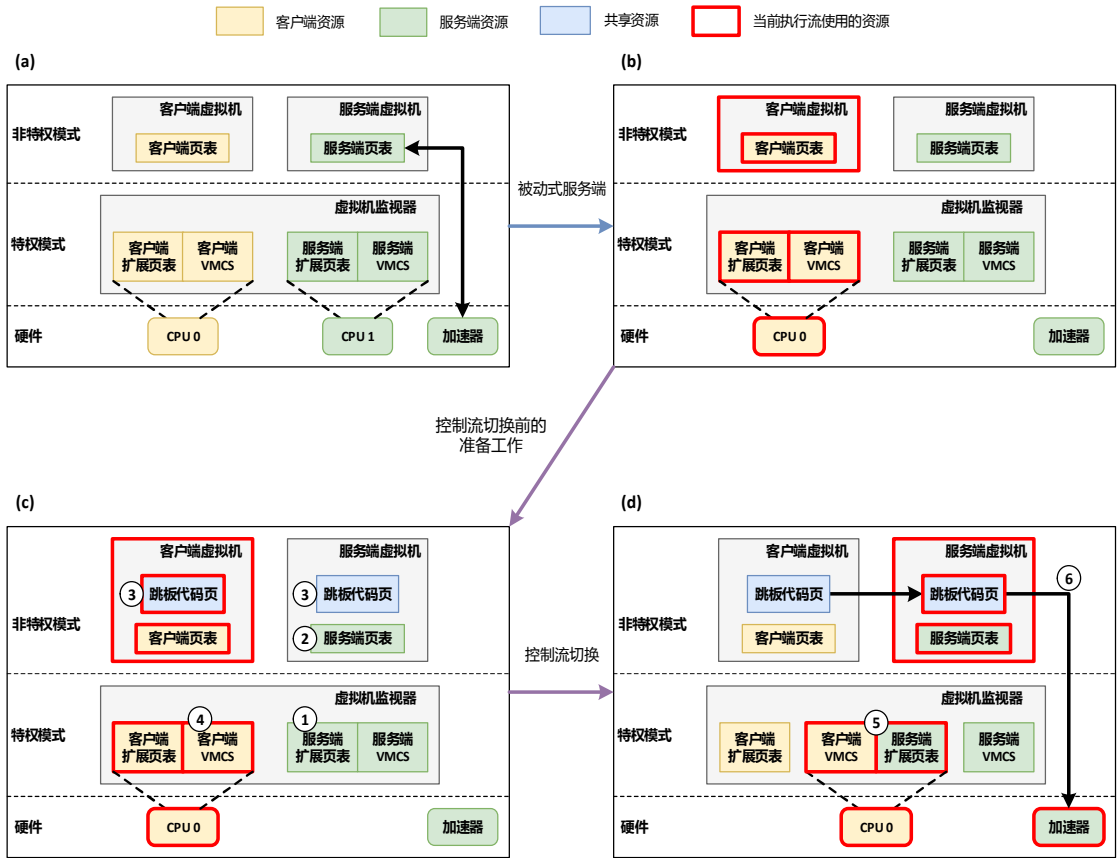 客户端资源
服务端资源
共享资源
当前执行流使用的资源
(a)
非特权模式
客户端虚拟机
客户端页表
服务端虚拟机
服务端页表
特权模式
虚拟机监视器
客户端
扩展页表
客户端
VMCS
服务端
扩展页表
服务端
VMCS
硬件
CPU 0
CPU 1
加速器
被动式服务端
(b)
非特权模式
客户端虚拟机
客户端页表
服务端虚拟机
服务端页表
特权模式
虚拟机监视器
客户端
扩展页表
客户端
VMCS
服务端
扩展页表
服务端
VMCS
硬件
CPU 0
加速器
控制流切换前的
准备工作
(c)
非特权模式
客户端虚拟机
3
跳板代码页
客户端页表
服务端虚拟机
3
跳板代码页
2
服务端页表
特权模式
虚拟机监视器
客户端
扩展页表
4
客户端
VMCS
1
服务端
扩展页表
服务端
VMCS
硬件
CPU 0
加速器
控制流切换
(d)
非特权模式
客户端虚拟机
跳板代码页
客户端页表
服务端虚拟机
跳板代码页
服务端页表
6
特权模式
虚拟机监视器
客户端
扩展页表
客户端
VMCS
5
服务端
扩展页表
服务端
VMCS
硬件
CPU 0
加速器